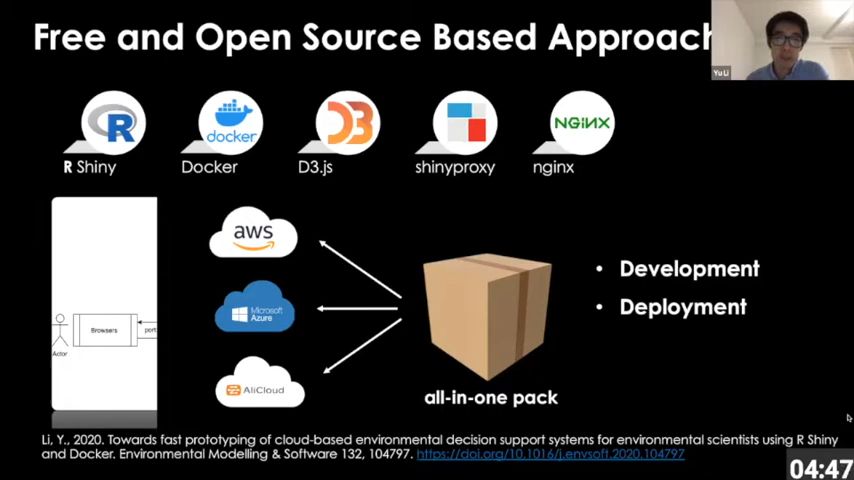 Free and Open Source Based Approach
Yu Li
R
docker
D3
NGINX
R Shiny
Docker
D3.js
shinyproxy
nginx
aws
Microsoft
Azure
AliCloud
Browsers
port
Actor
all-in-one pack
• Development
• Deployment
Li, Y., 2020. Towards fast prototyping of cloud-based environmental decision support systems for environmental scientists using R Shiny
and Docker. Environmental Modelling & Software 132, 104797. https://doi.org/10.1016/j.envsoft.2020.104797
04:47